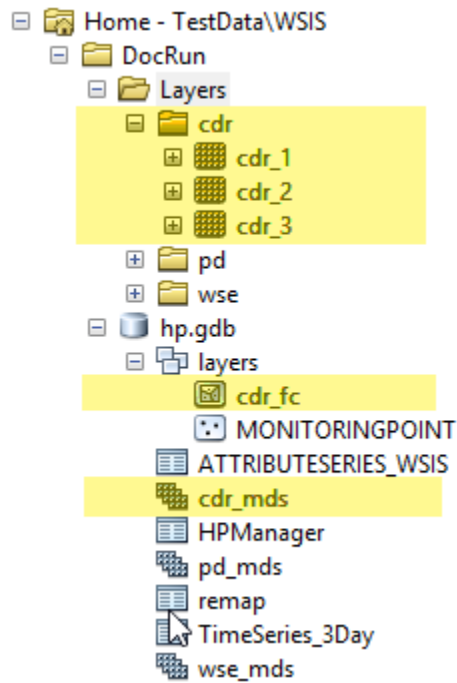 Home - TestData\WSIS
DocRun
Layers
cdr
cdr_1
cdr_2
cdr_3
pd
wse
hp.gdb
layers
cdr_fc
MONITORINGPOINT
ATTRIBUTESERIES_WSIS
cdr_mds
HPManager
pd_mds
remap
TimeSeries_3Day
wse_mds